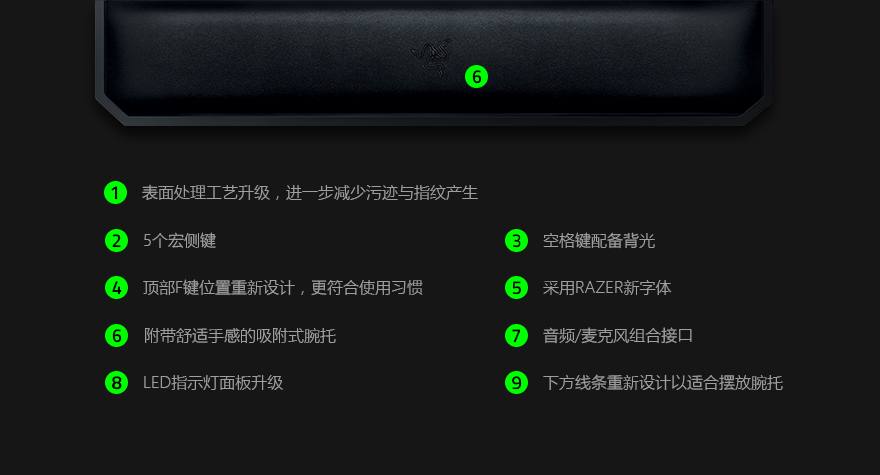 6
1 表面处理工艺升级，进一步减少污迹与指纹产生
2 5个宏侧键
3 空格键配备背光
4 顶部F键位置重新设计，更符合使用习惯
5 采用RAZER新字体
6 附带舒适手感的吸附式腕托
7 音频/麦克风组合接口
8 LED指示灯面板升级
9 下方线条重新设计以适合摆放腕托